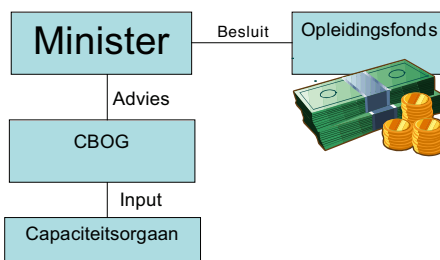 Minister
Besluit
Opleidingsfonds
Advies
CBOG
Input
Capaciteitsorgaan